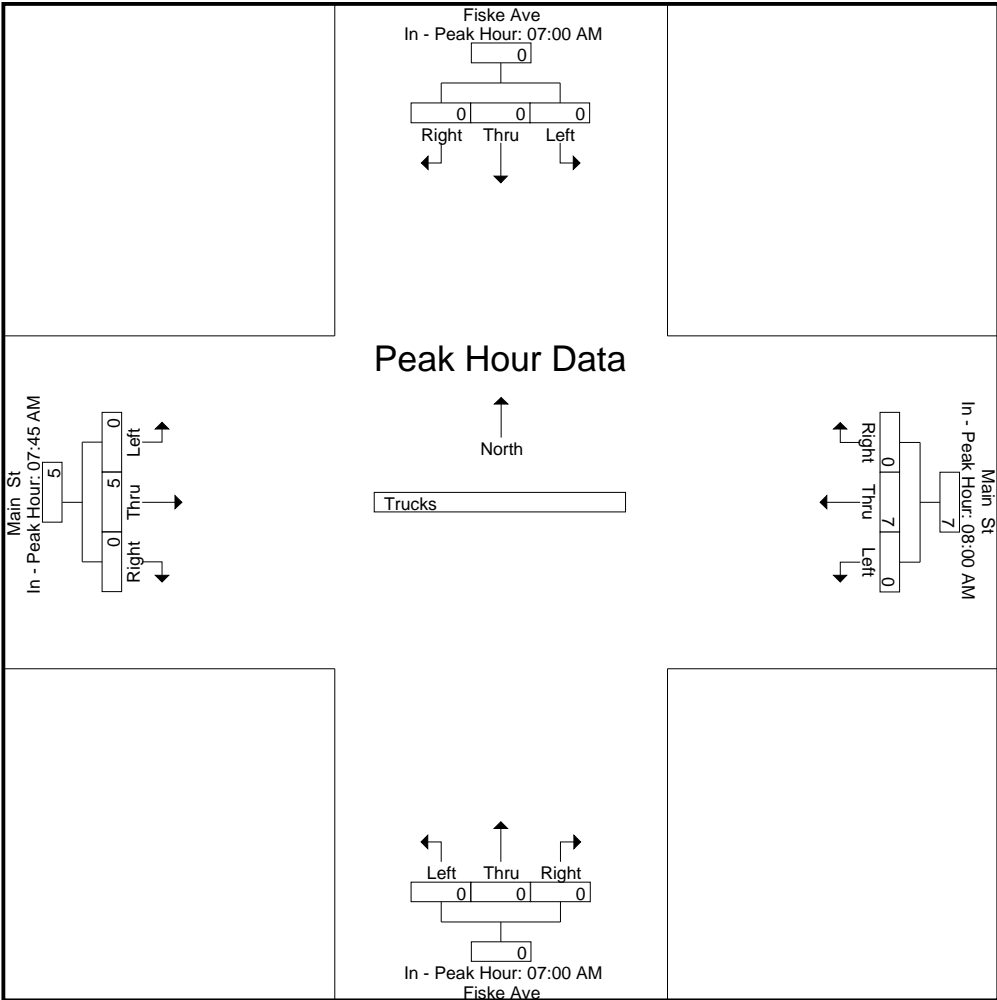 Fiske Ave
In - Peak Hour: 07:00 AM
0
0 0 0
Right Thru Left
Peak Hour Data
North
Trucks
Main St
In - Peak Hour: 07:45 AM
5
0 5 0
Left Thru Right
Main St
In - Peak Hour: 08:00 AM
7
0 7 0
Right Thru Left
Left Thru Right
0 0 0
0
In - Peak Hour: 07:00 AM
Fiske Ave